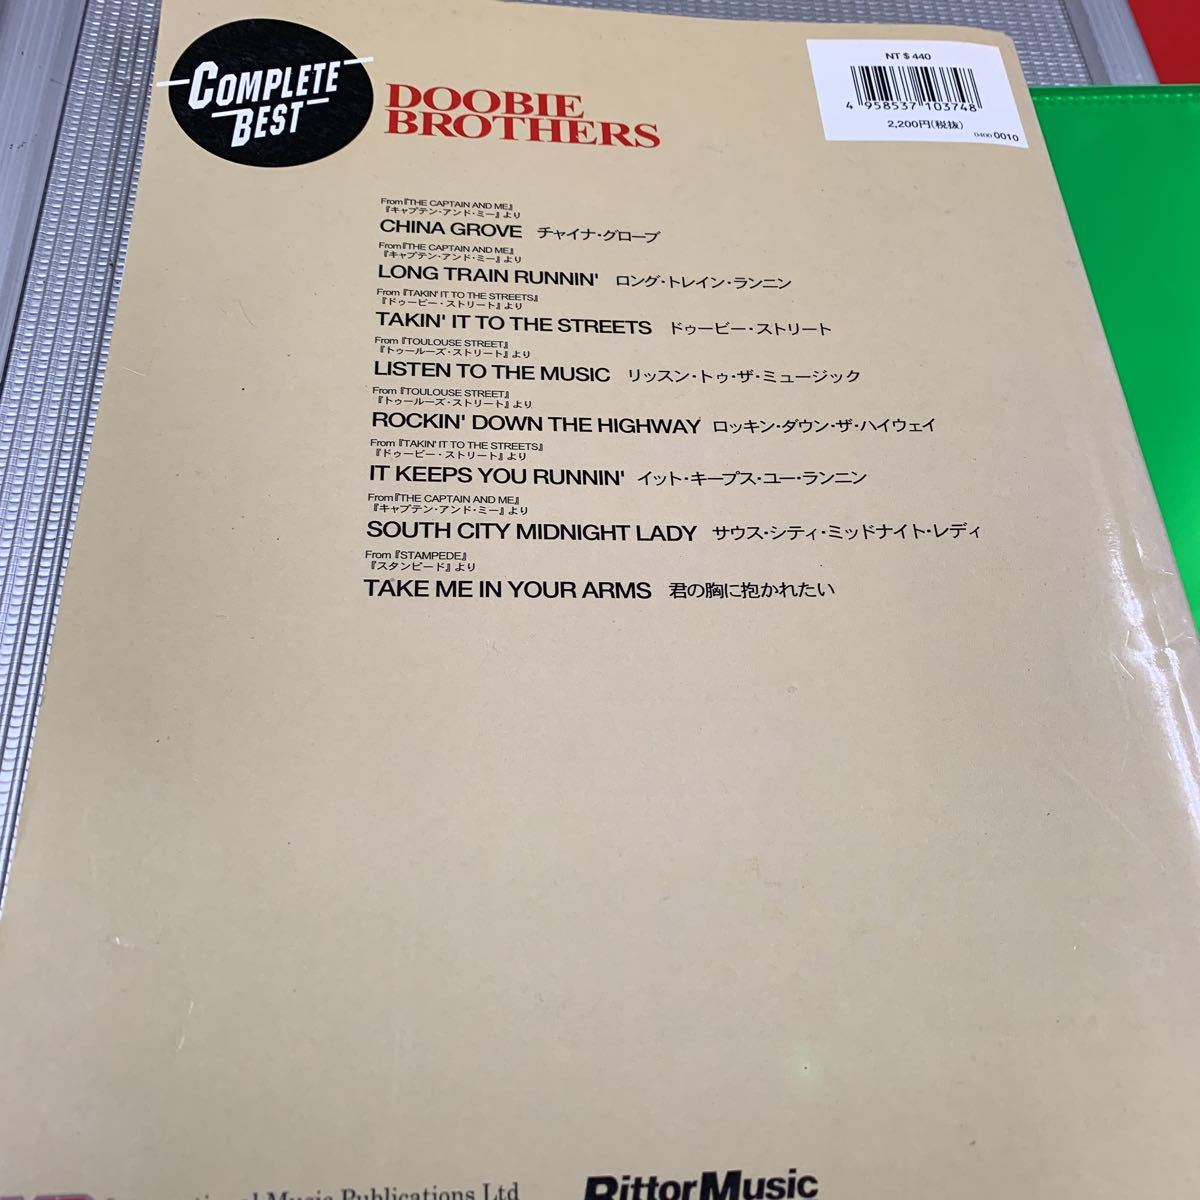 COMPLETE
BEST
DOOBIE
BROTHERS
NT$440
4 958537 103748
2,200円(税抜)
0400 0010
From『THE CAPTAIN AND ME』
『キャプテン・アンド・ミー』より
CHINA GROVE チャイナ・グローブ
From『THE CAPTAIN AND ME』
『キャプテン・アンド・ミー』より
LONG TRAIN RUNNIN' ロング・トレイン・ランニン
From『TAKIN' IT TO THE STREETS』
『ドゥービー・ストリート』より
TAKIN' IT TO THE STREETS ドゥービー・ストリート
From『TOULOUSE STREET』
『トゥールーズ・ストリート』より
LISTEN TO THE MUSIC リッスン・トゥ・ザ・ミュージック
From『TOULOUSE STREET』
『トゥールーズ・ストリート』より
ROCKIN' DOWN THE HIGHWAY ロッキン・ダウン・ザ・ハイウェイ
From『TAKIN' IT TO THE STREETS』
『ドゥービー・ストリート』より
IT KEEPS YOU RUNNIN' イット・キープス・ユー・ランニン
From『THE CAPTAIN AND ME』
『キャプテン・アンド・ミー』より
SOUTH CITY MIDNIGHT LADY サウス・シティ・ミッドナイト・レディ
From『STAMPEDE』
『スタンピード』より
TAKE ME IN YOUR ARMS 君の胸に抱かれたい
Music Publications Ltd
RittorMusic